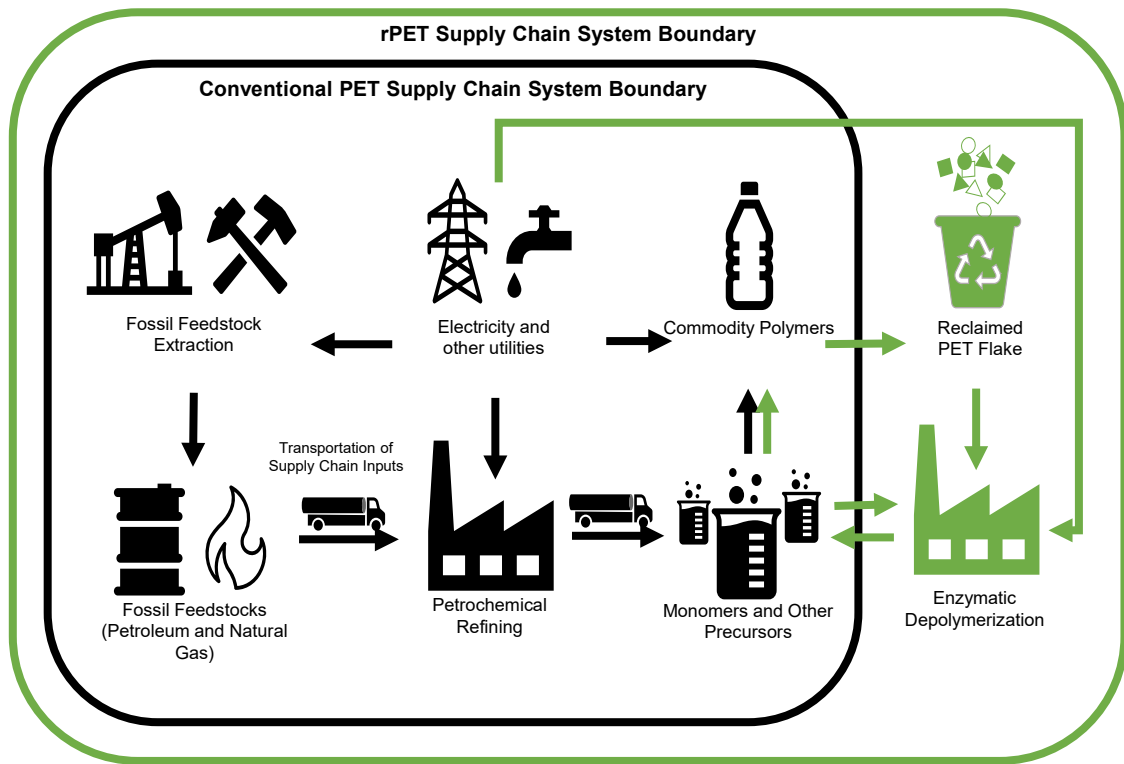 rPET Supply Chain System Boundary
Conventional PET Supply Chain System Boundary
Fossil Feedstock
Extraction
Electricity and
other utilities
Commodity Polymers
Reclaimed
PET Flake
Transportation of
Supply Chain Inputs
Fossil Feedstocks
(Petroleum and Natural
Gas)
Petrochemical
Refining
Monomers and Other
Precursors
Enzymatic
Depolymerization